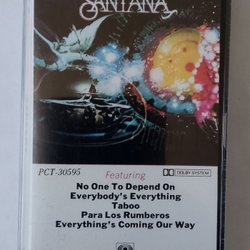 SANTANA
PCT-30595
Featuring
DOLBY SYSTEM
No One To Depend On
Everybody's Everything
Taboo
Para Los Rumberos
Everything's Coming Our Way